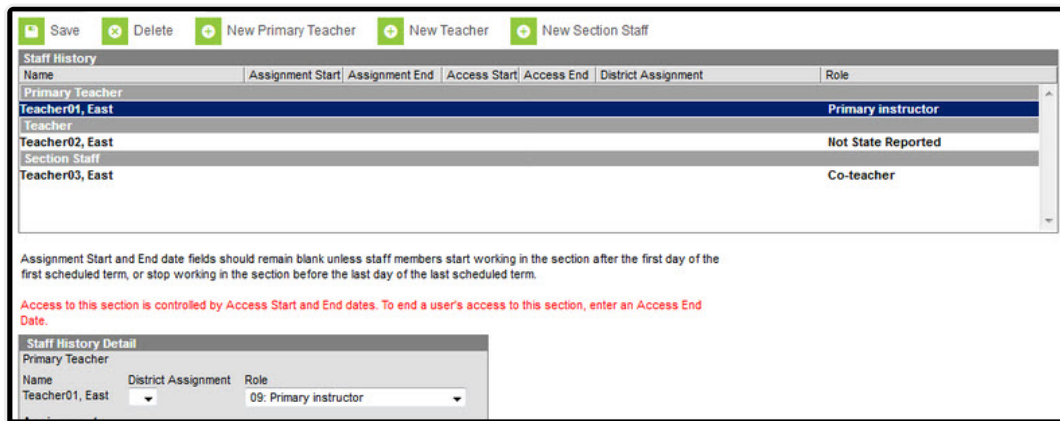 Save Delete New Primary Teacher New Teacher New Section Staff
Staff History
Name Assignment Start Assignment End Access Start Access End District Assignment Role
Primary Teacher
Teacher01, East Primary instructor
Teacher
Teacher02, East Not State Reported
Section Staff
Teacher03, East Co-teacher
Assignment Start and End date fields should remain blank unless staff members start working in the section after the first day of the
first scheduled term, or stop working in the section before the last day of the last scheduled term.
Access to this section is controlled by Access Start and End dates. To end a user's access to this section, enter an Access End
Date.
Staff History Detail
Primary Teacher
Name District Assignment Role
Teacher01, East 09: Primary instructor